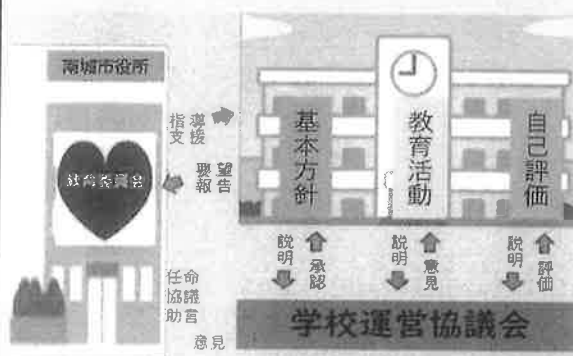 南城市役所
教育委員会
指導
支援
報告
任命
協議
助言
意見
基本方針
教育活動
自己評価
説明
承認
説明
意見
説明
評価
学校運営協議会